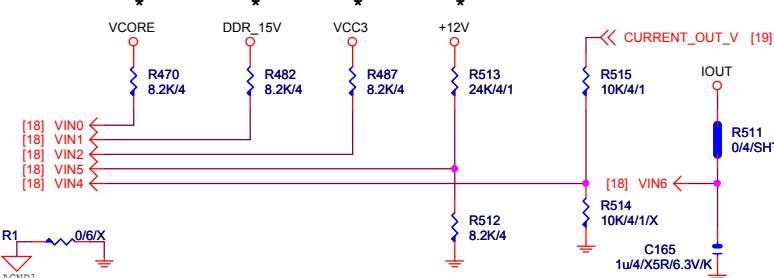 * * * *
VCORE DDR_15V VCC3 +12V
CURRENT_OUT_V [19]
IOUT
R470
8.2K/4
R482
8.2K/4
R487
8.2K/4
R513
24K/4/1
R515
10K/4/1
R511
0/4/SHT
[18] VIN0
[18] VIN1
[18] VIN2
[18] VIN5
[18] VIN4
[18] VIN6
R512
8.2K/4
R514
10K/4/1/X
R1 0/6/X
C165
1u/4/X5R/6.3V/K